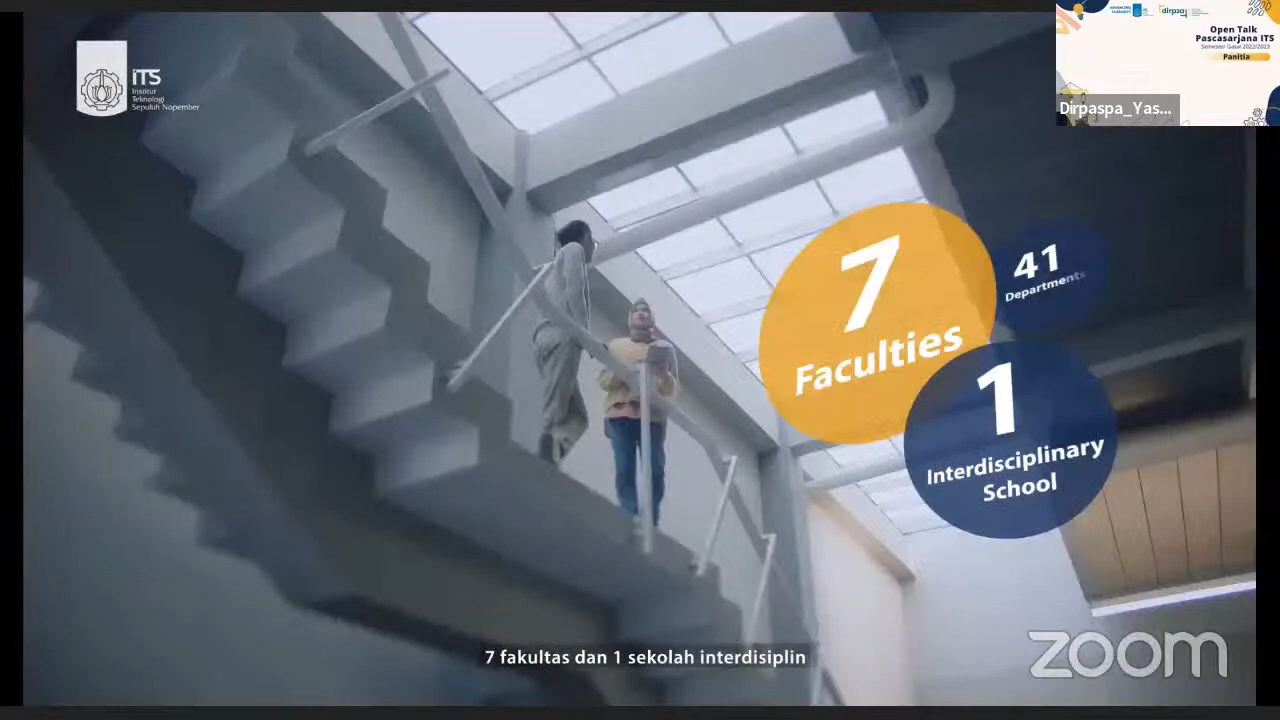 iTS
Institut
Teknologi
Sepuluh Nopember
dirpspa
Open Talk
Pascasarjana ITS
Semester Gasal 2022/2023
Panitia
Dirpaspa_Yas...
7
Faculties
41
Departments
1
Interdisciplinary
School
7 fakultas dan 1 sekolah interdisiplin
zoom